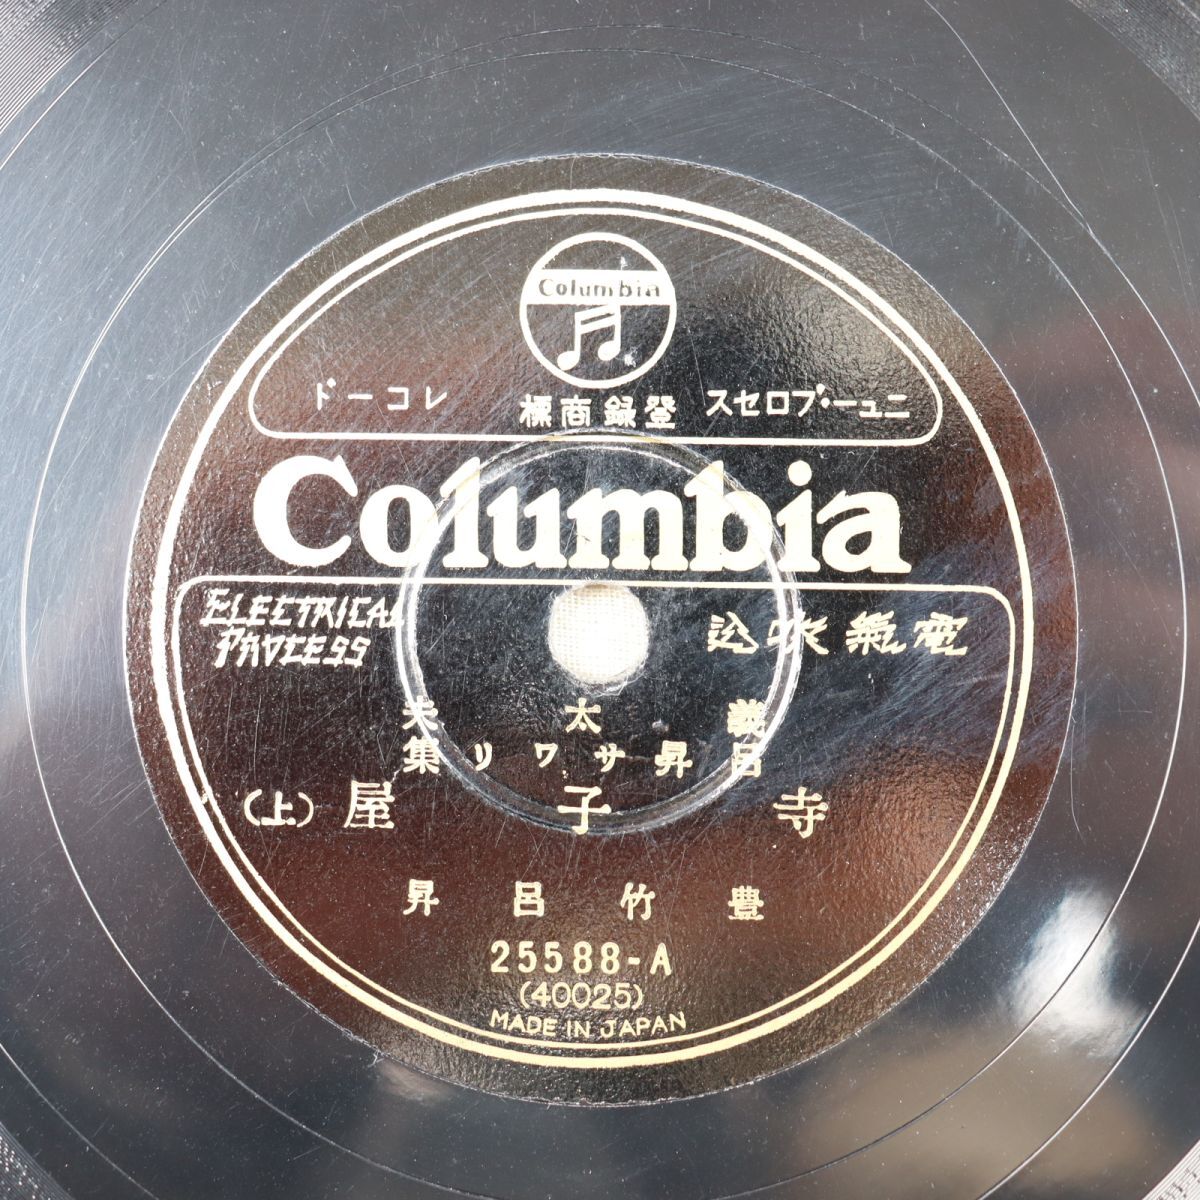 Columbia
ニュー・プロセス 登録商標 レコード
Columbia
ELECTRICAL PROCESS
電氣吹込
義太夫
呂昇サワリ集
寺子屋(上)
豊竹呂昇
25588-A
(40025)
MADE IN JAPAN